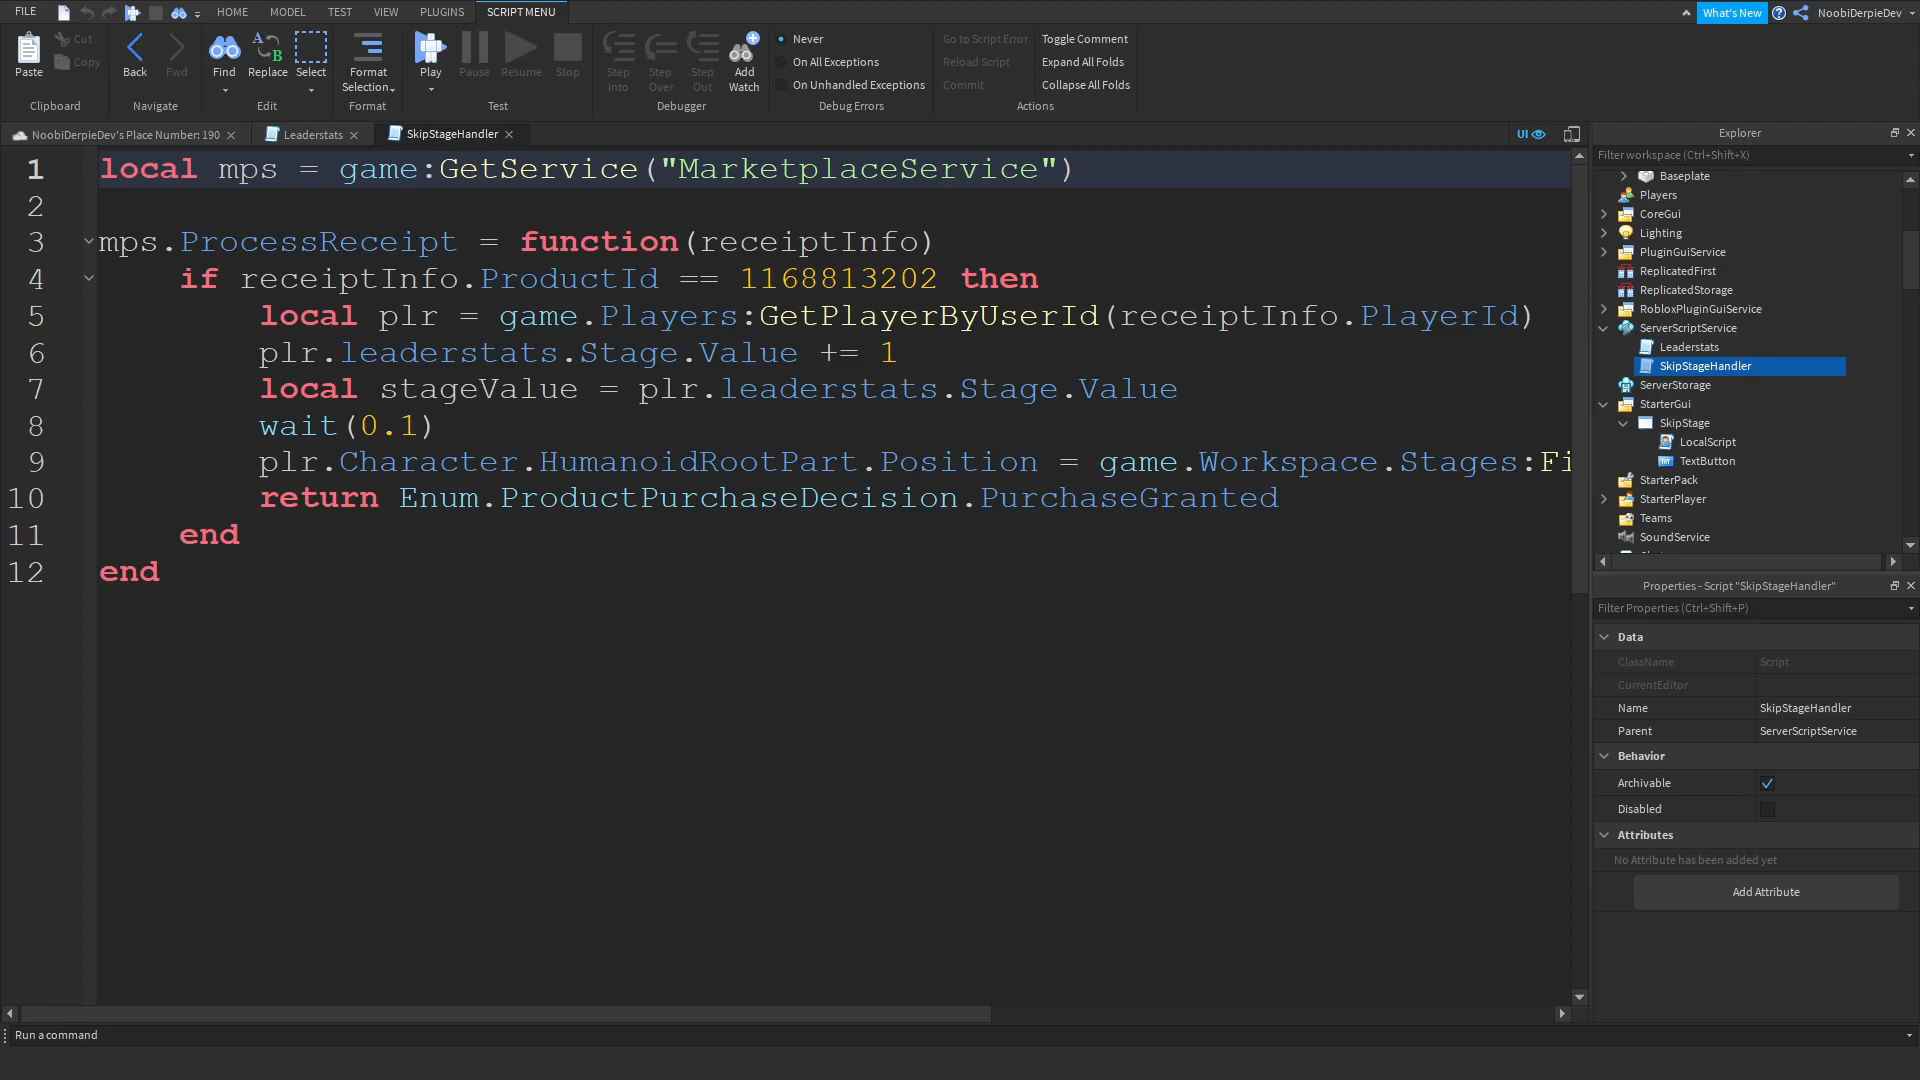 FILE HOME MODEL TEST VIEW PLUGINS SCRIPT MENU What's New NoobiDerpieDev
Paste Cut Copy Clipboard
Back Fwd Navigate
Find Replace Select Edit
Format Selection Format
Play Pause Resume Stop Test
Step Into Step Over Step Out Add Watch Debugger
Never
On All Exceptions
On Unhandled Exceptions
Debug Errors
Go to Script Error Toggle Comment
Reload Script Expand All Folds
Commit Collapse All Folds
Actions
NoobiDerpieDev's Place Number: 190 Leaderstats SkipStageHandler UI
1 local mps = game:GetService("MarketplaceService")
2
3 mps.ProcessReceipt = function(receiptInfo)
4 if receiptInfo.ProductId == 1168813202 then
5 local plr = game.Players:GetPlayerByUserId(receiptInfo.PlayerId)
6 plr.leaderstats.Stage.Value += 1
7 local stageValue = plr.leaderstats.Stage.Value
8 wait(0.1)
9 plr.Character.HumanoidRootPart.Position = game.Workspace.Stages:Fi
10 return Enum.ProductPurchaseDecision.PurchaseGranted
11 end
12 end
Explorer
Filter workspace (Ctrl+Shift+X)
Baseplate
Players
CoreGui
Lighting
PluginGuiService
ReplicatedFirst
ReplicatedStorage
RobloxPluginGuiService
ServerScriptService
Leaderstats
SkipStageHandler
ServerStorage
StarterGui
SkipStage
LocalScript
TextButton
StarterPack
StarterPlayer
Teams
SoundService
Properties - Script "SkipStageHandler"
Filter Properties (Ctrl+Shift+P)
Data
ClassName Script
CurrentEditor
Name SkipStageHandler
Parent ServerScriptService
Behavior
Archivable
Disabled
Attributes
No Attribute has been added yet
Add Attribute
Run a command